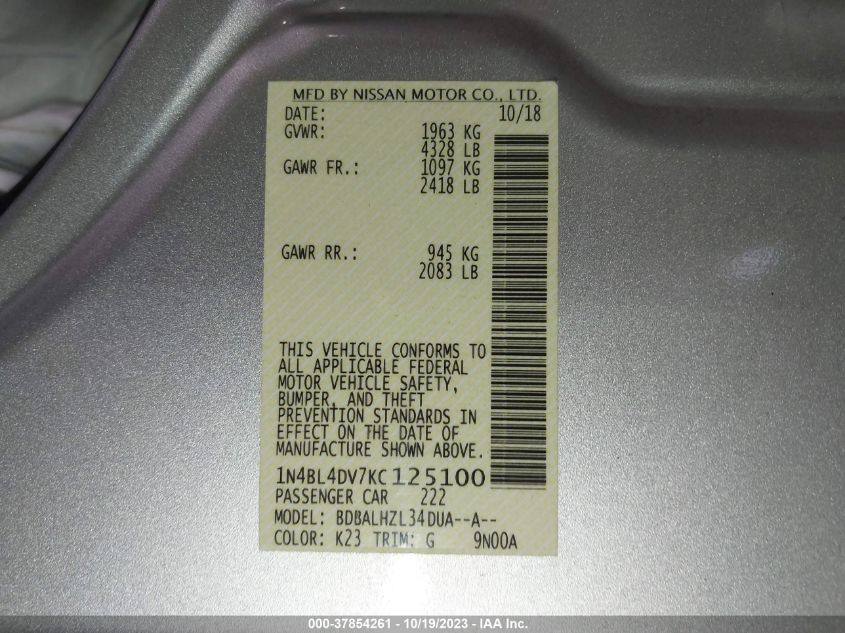 MFD BY NISSAN MOTOR CO., LTD.
DATE: 10/18
GVWR: 1963 KG
4328 LB
GAWR FR.: 1097 KG
2418 LB
GAWR RR.: 945 KG
2083 LB
THIS VEHICLE CONFORMS TO
ALL APPLICABLE FEDERAL
MOTOR VEHICLE SAFETY,
BUMPER, AND THEFT
PREVENTION STANDARDS IN
EFFECT ON THE DATE OF
MANUFACTURE SHOWN ABOVE.
1N4BL4DV7KC125100
PASSENGER CAR 222
MODEL: BDBALHZL34DUA--A--
COLOR: K23 TRIM: G 9N00A
000-37854261 - 10/19/2023 - IAA Inc.